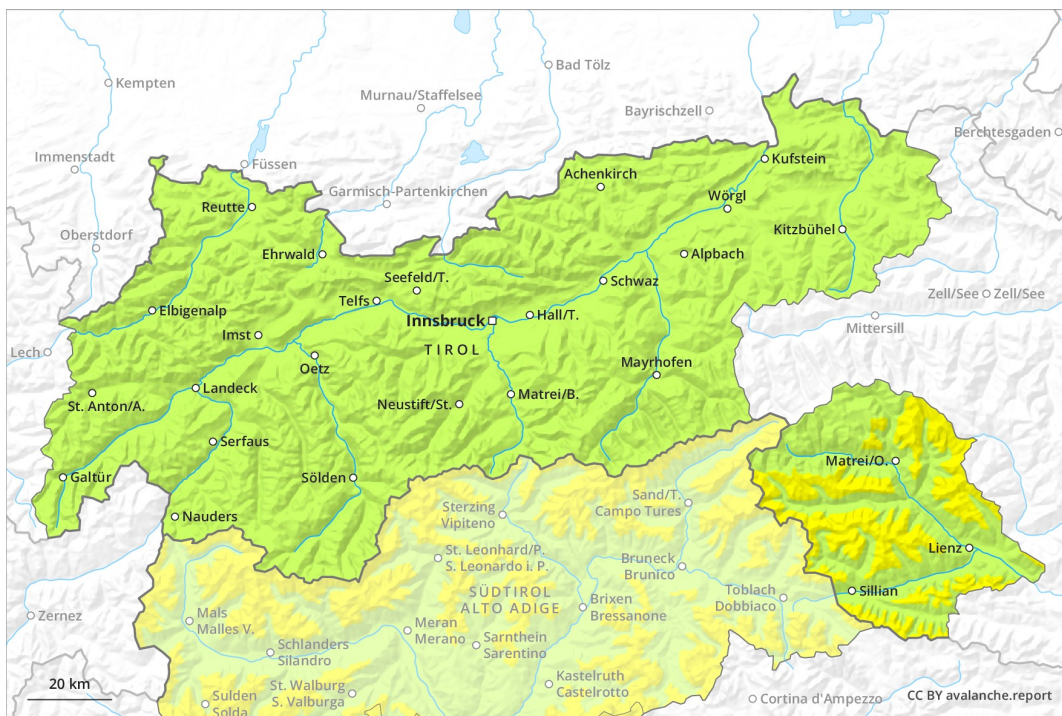 Kempten
Bad Tölz
Murnau/Staffelsee
Bayrischzell
Berchtesgaden
Immenstadt
Füssen
Kufstein
Achenkirch
Garmisch-Partenkirchen
Wörgl
Reutte
Kitzbühel
Oberstdorf
Ehrwald
Alpbach
Seefeld/T.
Schwaz
Zell/See
Zell/See
Telfs
Elbigenalp
Hall/T.
Innsbruck
Mittersill
Imst
Lech
TIROL
Oetz
Mayrhofen
Landeck
Matrei/B.
St. Anton/A.
Neustift/St.
Serfaus
Matrei/O.
Galtür
Sölden
Sand/T.
Campo Tures
Sterzing
Vipiteno
Nauders
Lienz
St. Leonhard/P.
S. Leonardo i. P.
Bruneck
Brunico
Sillian
Toblach
Dobbiaco
SÜDTIROL
ALTO ADIGE
Brixen
Bressanone
Zernez
Mals
Malles V.
Meran
Merano
Sarnthein
Sarentino
Schlanders
Silandro
Kastelruth
Castelrotto
20 km
St. Walburg
S. Valburga
Sulden
Solda
Cortina d'Ampezzo
CC BY avalanche.report